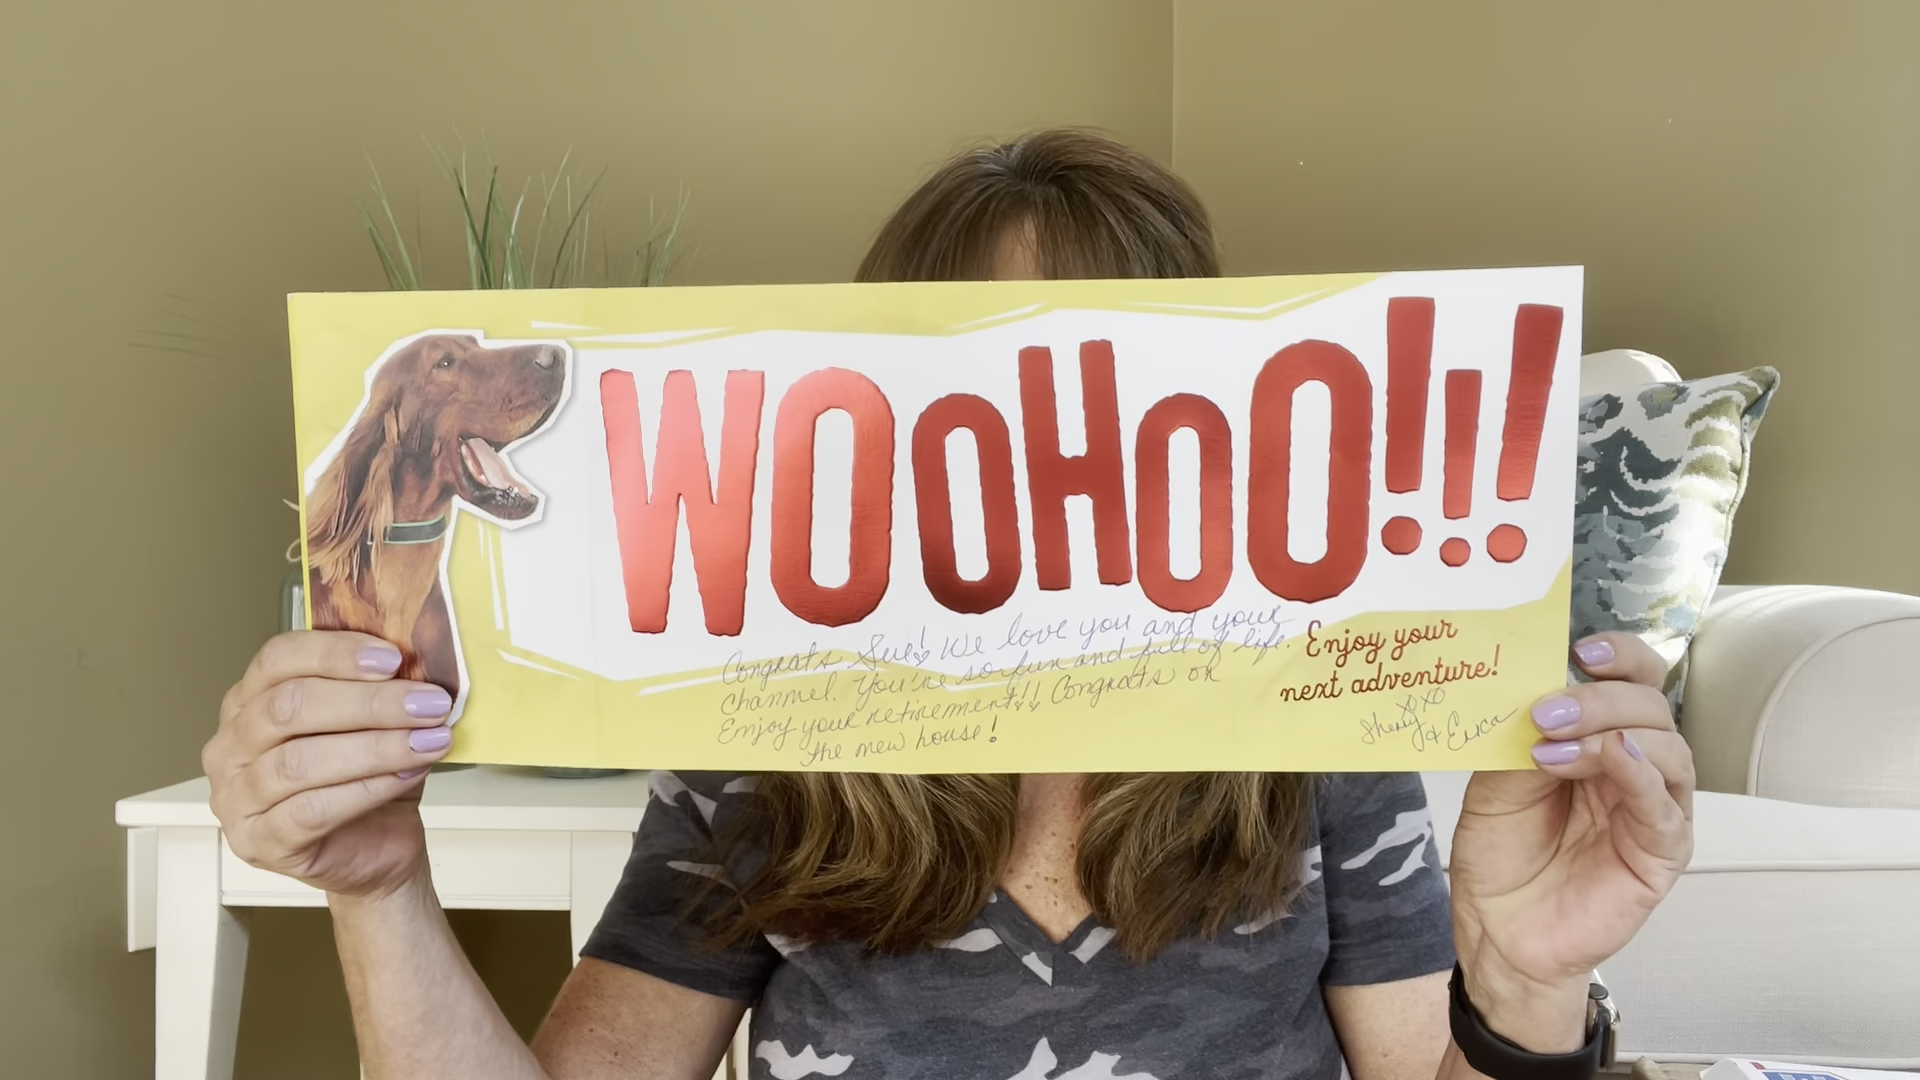 WOOHOO!!!
Congrats Sue! We love you and your
channel. You're so fun and full of life.
Enjoy your retirement!! Congrats on
the new house!
Enjoy your
next adventure!
XOXO
Sherry
& Erica